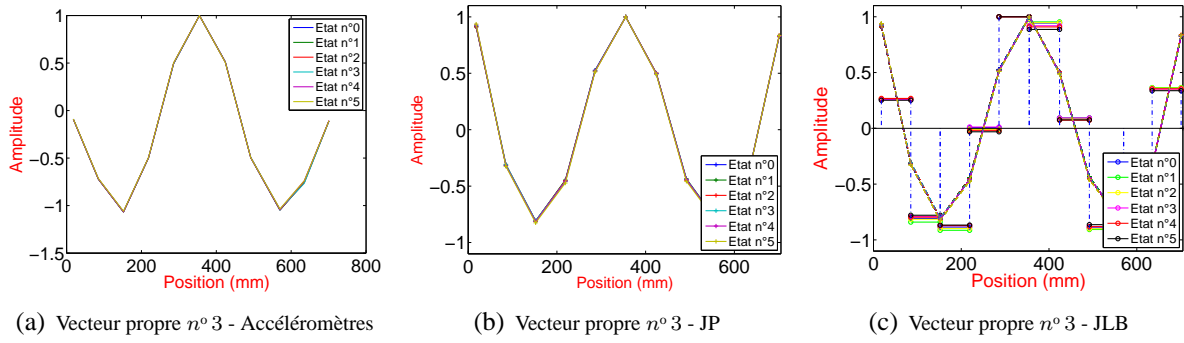 1
0.5
0
−0.5
−1
−1.5
Amplitude
0
200
400
600
800
Position (mm)
Etat n°0
Etat n°1
Etat n°2
Etat n°3
Etat n°4
Etat n°5
(a) Vecteur propre nº 3 - Accéléromètres
1
0.5
0
−0.5
−1
Amplitude
0
200
400
600
Position (mm)
Etat n°0
Etat n°1
Etat n°2
Etat n°3
Etat n°4
Etat n°5
(b) Vecteur propre nº 3 - JP
1
0.5
0
−0.5
−1
Amplitude
0
200
400
600
Position (mm)
Etat n°0
Etat n°1
Etat n°2
Etat n°3
Etat n°4
Etat n°5
(c) Vecteur propre nº 3 - JLB